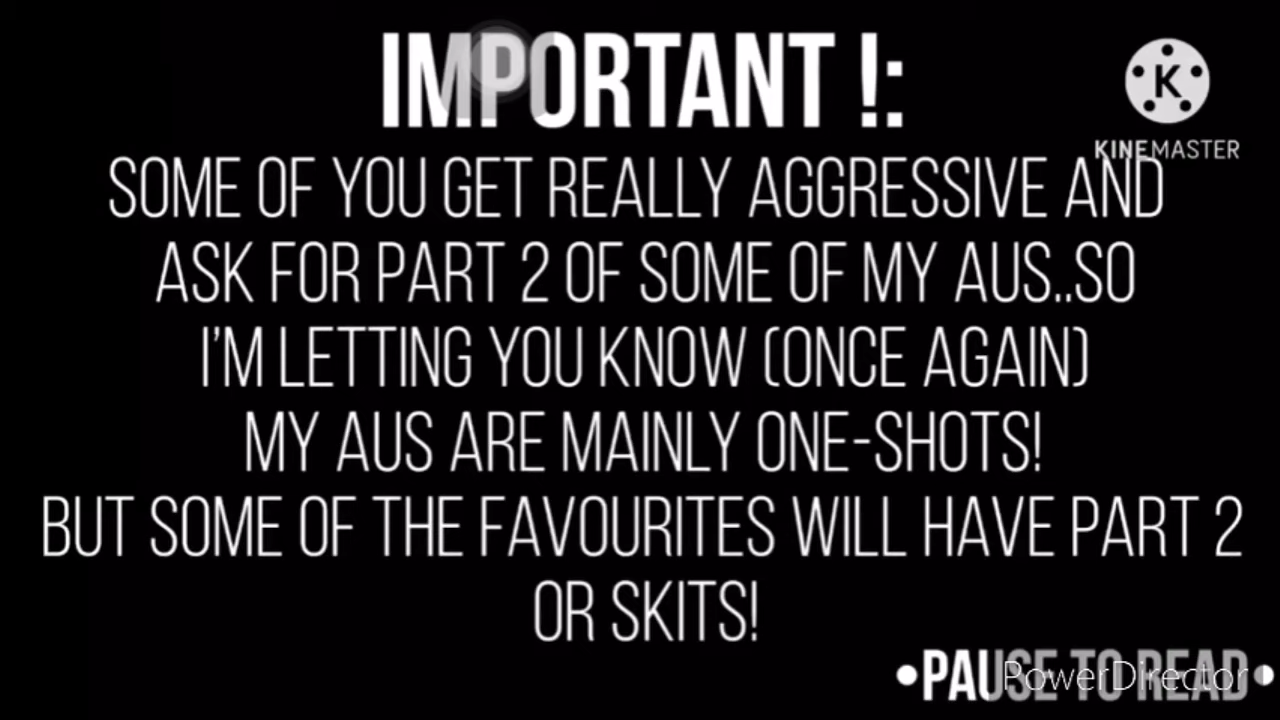 IMPORTANT !:
K
KINEMASTER
SOME OF YOU GET REALLY AGGRESSIVE AND
ASK FOR PART 2 OF SOME OF MY AUS..SO
I'M LETTING YOU KNOW (ONCE AGAIN)
MY AUS ARE MAINLY ONE-SHOTS!
BUT SOME OF THE FAVOURITES WILL HAVE PART 2
OR SKITS!
•PAUSE TO READ•
PowerDirector